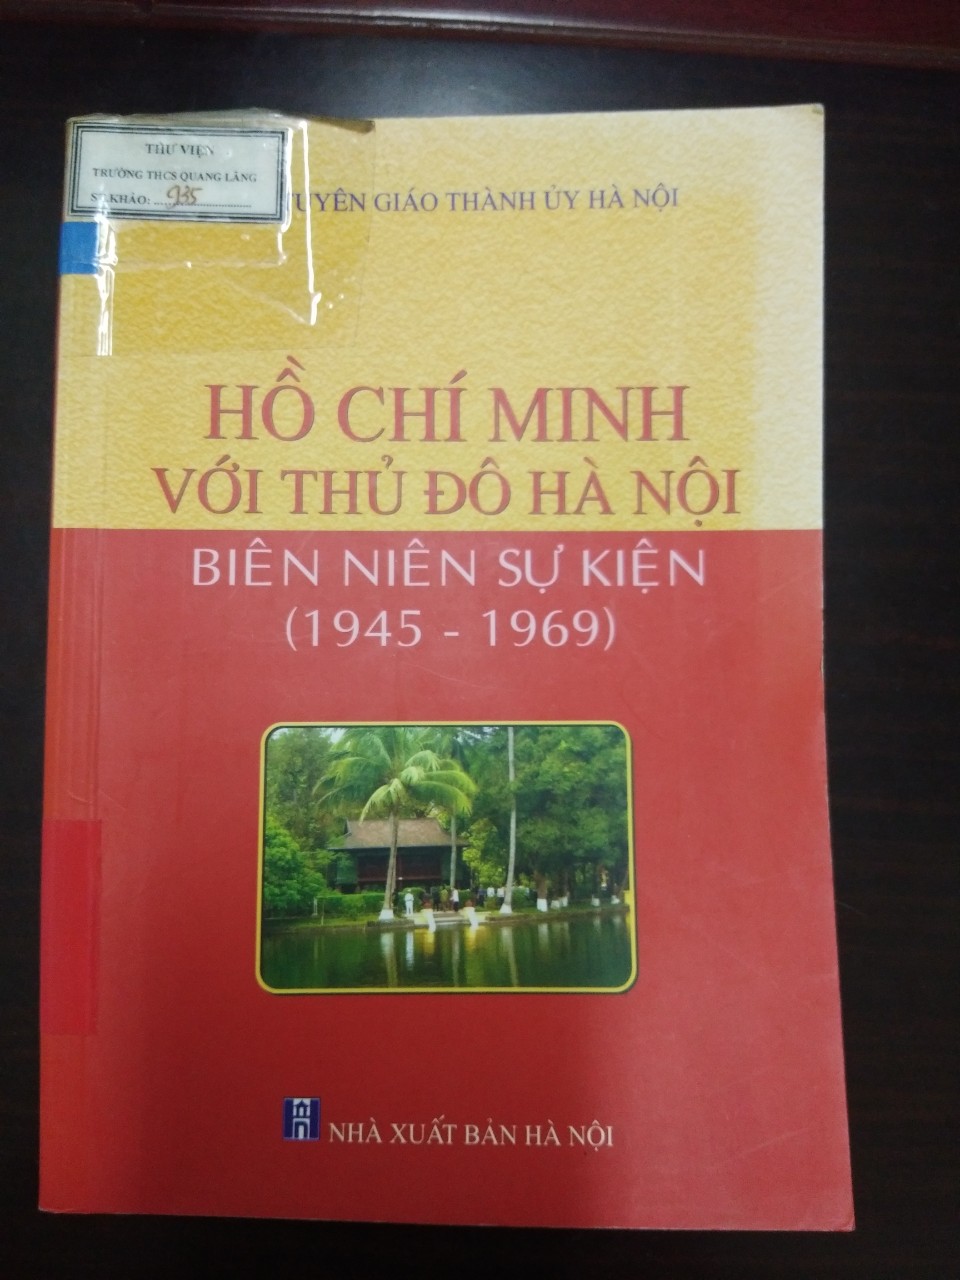 THƯ VIỆN
TRƯỜNG THCS QUANG LÃNG
SỐ KHẢO: 935
TUYÊN GIÁO THÀNH ỦY HÀ NỘI
HỒ CHÍ MINH
VỚI THỦ ĐÔ HÀ NỘI
BIÊN NIÊN SỰ KIỆN
(1945 - 1969)
NHÀ XUẤT BẢN HÀ NỘI